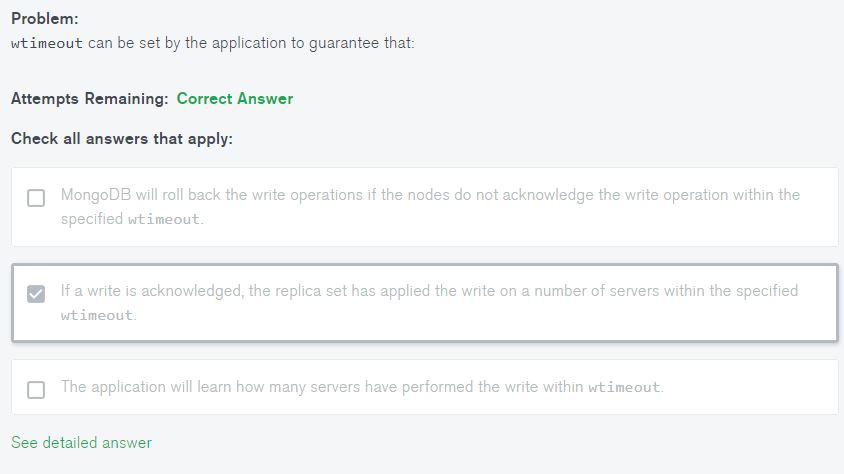 Problem:
wtimeout can be set by the application to guarantee that:
Attempts Remaining: Correct Answer
Check all answers that apply:
MongoDB will roll back the write operations if the nodes do not acknowledge the write operation within the
specified wtimeout.
If a write is acknowledged, the replica set has applied the write on a number of servers within the specified
wtimeout.
The application will learn how many servers have performed the write within wtimeout.
See detailed answer